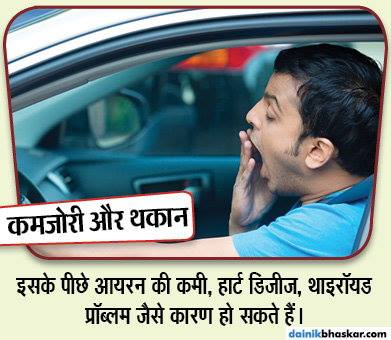 कमजोरी और थकान
इसके पीछे आयरन की कमी, हार्ट डिजीज, थाइरॉयड
प्रॉब्लम जैसे कारण हो सकते हैं।
dainikbhaskar.com